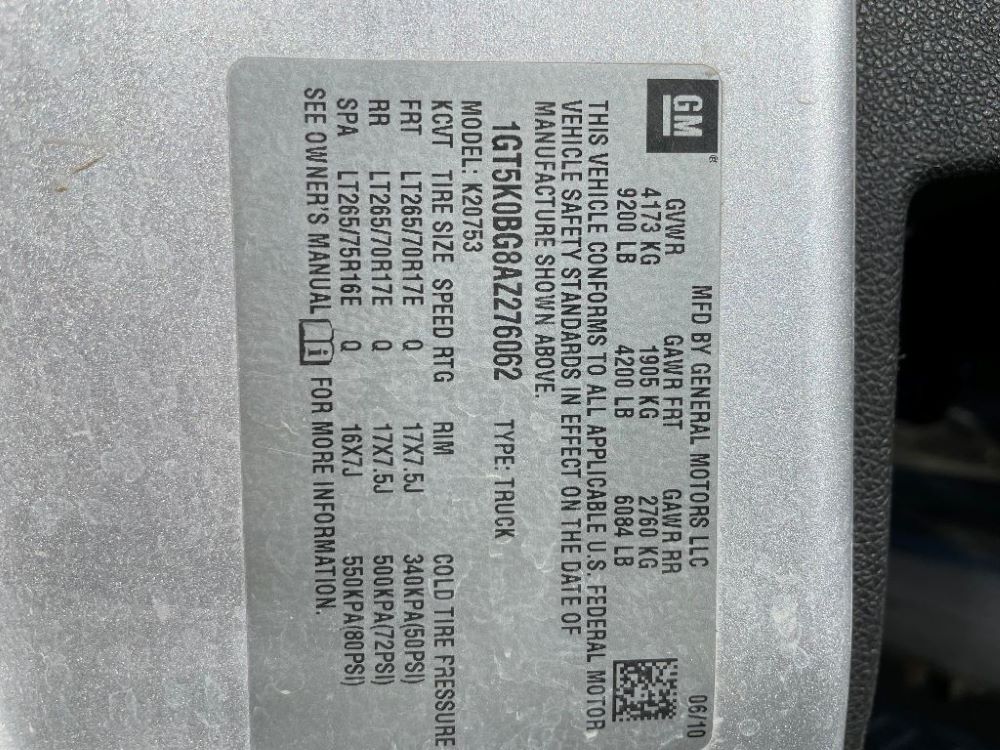 MFD BY GENERAL MOTORS LLC 06/10
GM
GVWR GAWR FRT GAWR RR
4173 KG 1905 KG 2760 KG
9200 LB 4200 LB 6084 LB
THIS VEHICLE CONFORMS TO ALL APPLICABLE U.S. FEDERAL MOTOR
VEHICLE SAFETY STANDARDS IN EFFECT ON THE DATE OF
MANUFACTURE SHOWN ABOVE.
1GT5K0BG8AZ276062 TYPE: TRUCK
MODEL: K20753
KCVT TIRE SIZE SPEED RTG RIM COLD TIRE PRESSURE
FRT LT265/70R17E Q 17X7.5J 340KPA(50PSI)
RR LT265/70R17E Q 17X7.5J 500KPA(72PSI)
SPA LT265/75R16E Q 16X7J 550KPA(80PSI)
SEE OWNER'S MANUAL i FOR MORE INFORMATION.